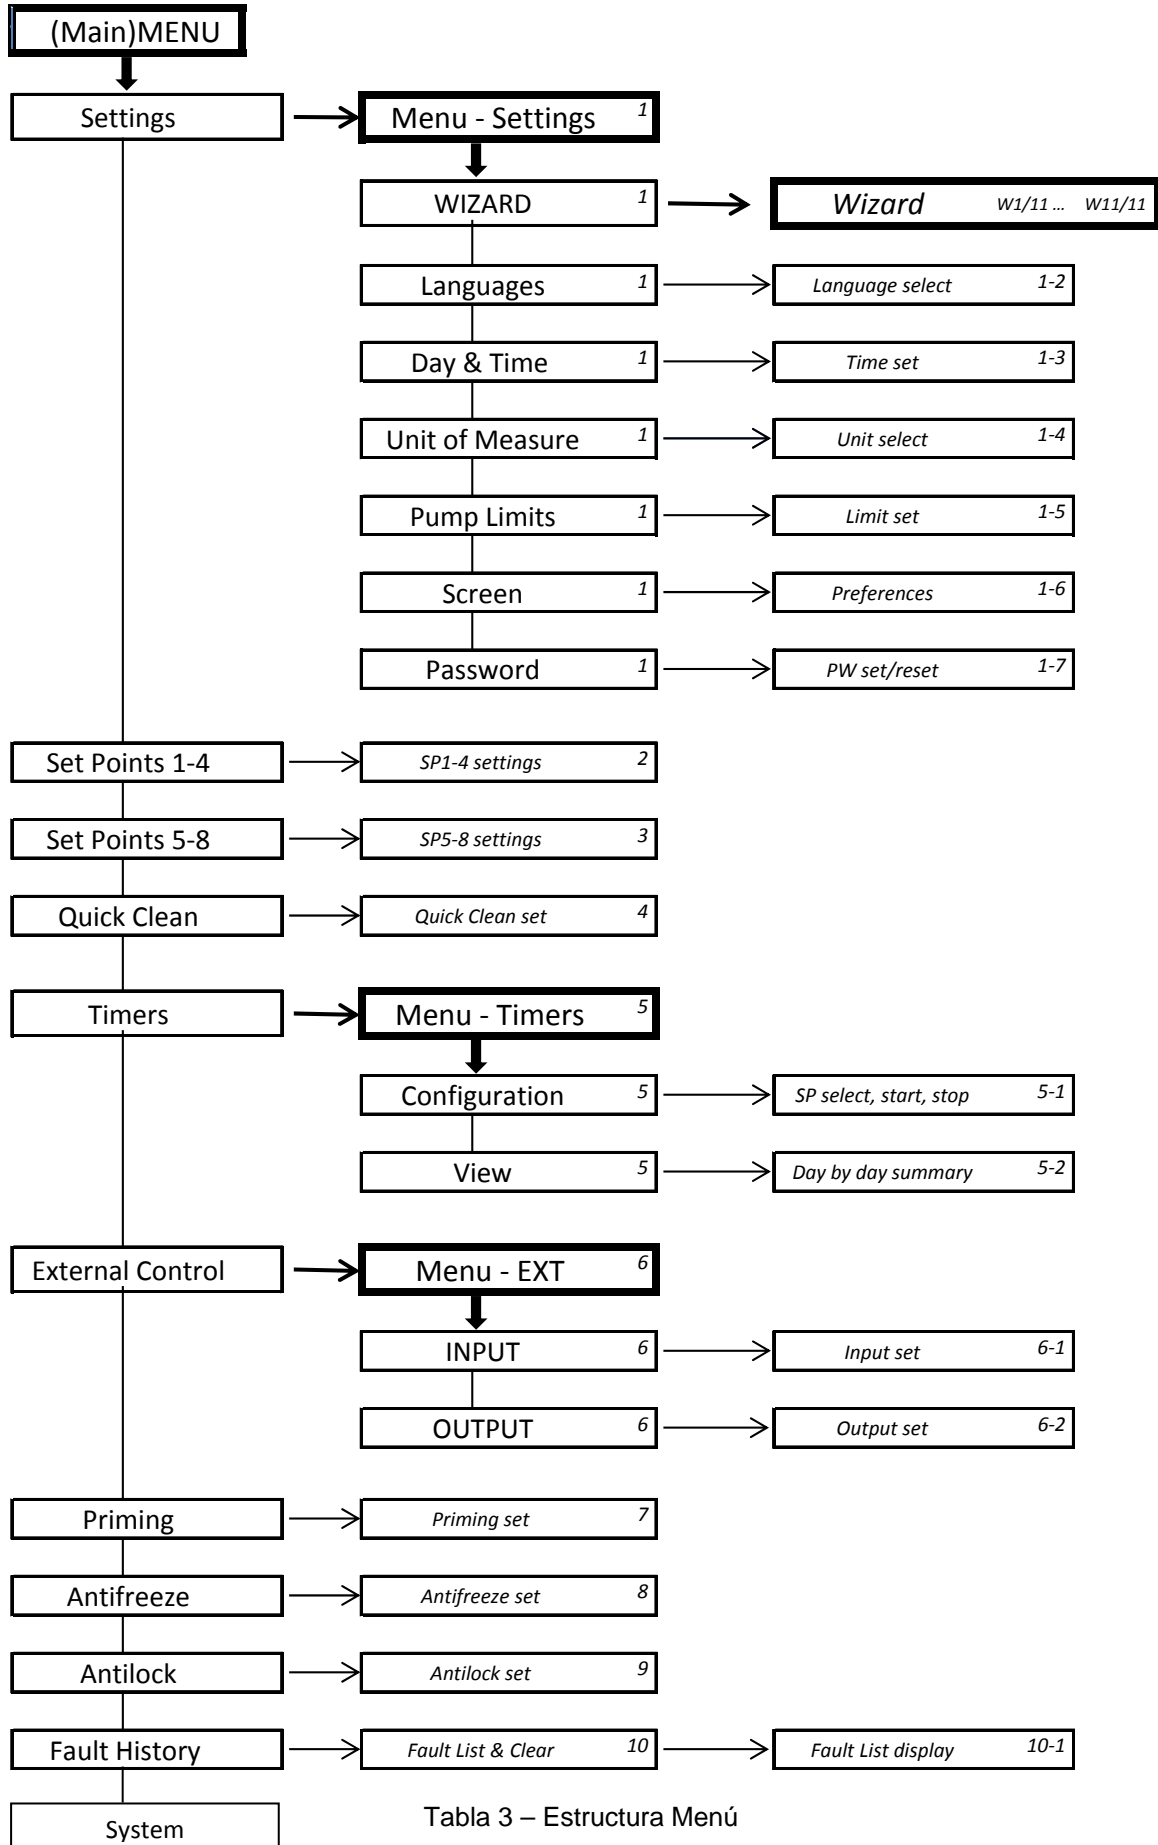 (Main)MENU
Settings
Menu - Settings 1
WIZARD 1
Wizard W1/11 ... W11/11
Languages 1
Language select 1-2
Day & Time 1
Time set 1-3
Unit of Measure 1
Unit select 1-4
Pump Limits 1
Limit set 1-5
Screen 1
Preferences 1-6
Password 1
PW set/reset 1-7
Set Points 1-4
SP1-4 settings 2
Set Points 5-8
SP5-8 settings 3
Quick Clean
Quick Clean set 4
Timers
Menu - Timers 5
Configuration 5
SP select, start, stop 5-1
View 5
Day by day summary 5-2
External Control
Menu - EXT 6
INPUT 6
Input set 6-1
OUTPUT 6
Output set 6-2
Priming
Priming set 7
Antifreeze
Antifreeze set 8
Antilock
Antilock set 9
Fault History
Fault List & Clear 10
Fault List display 10-1
System
Tabla 3 – Estructura Menú